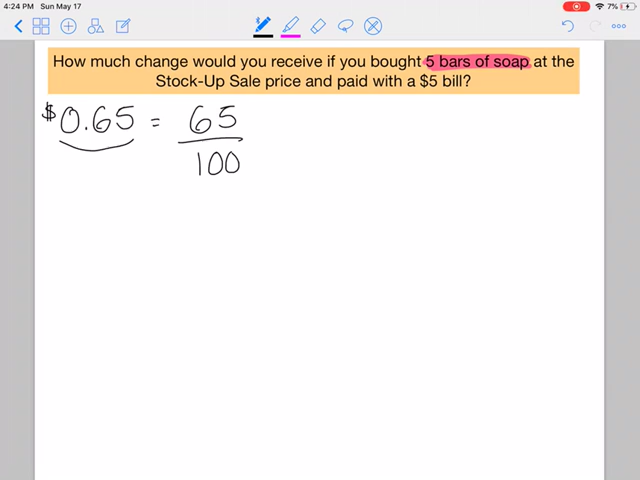 4:24 PM Sun May 17 7%
How much change would you receive if you bought 5 bars of soap at the
Stock-Up Sale price and paid with a $5 bill?
$0.65 = 65
100